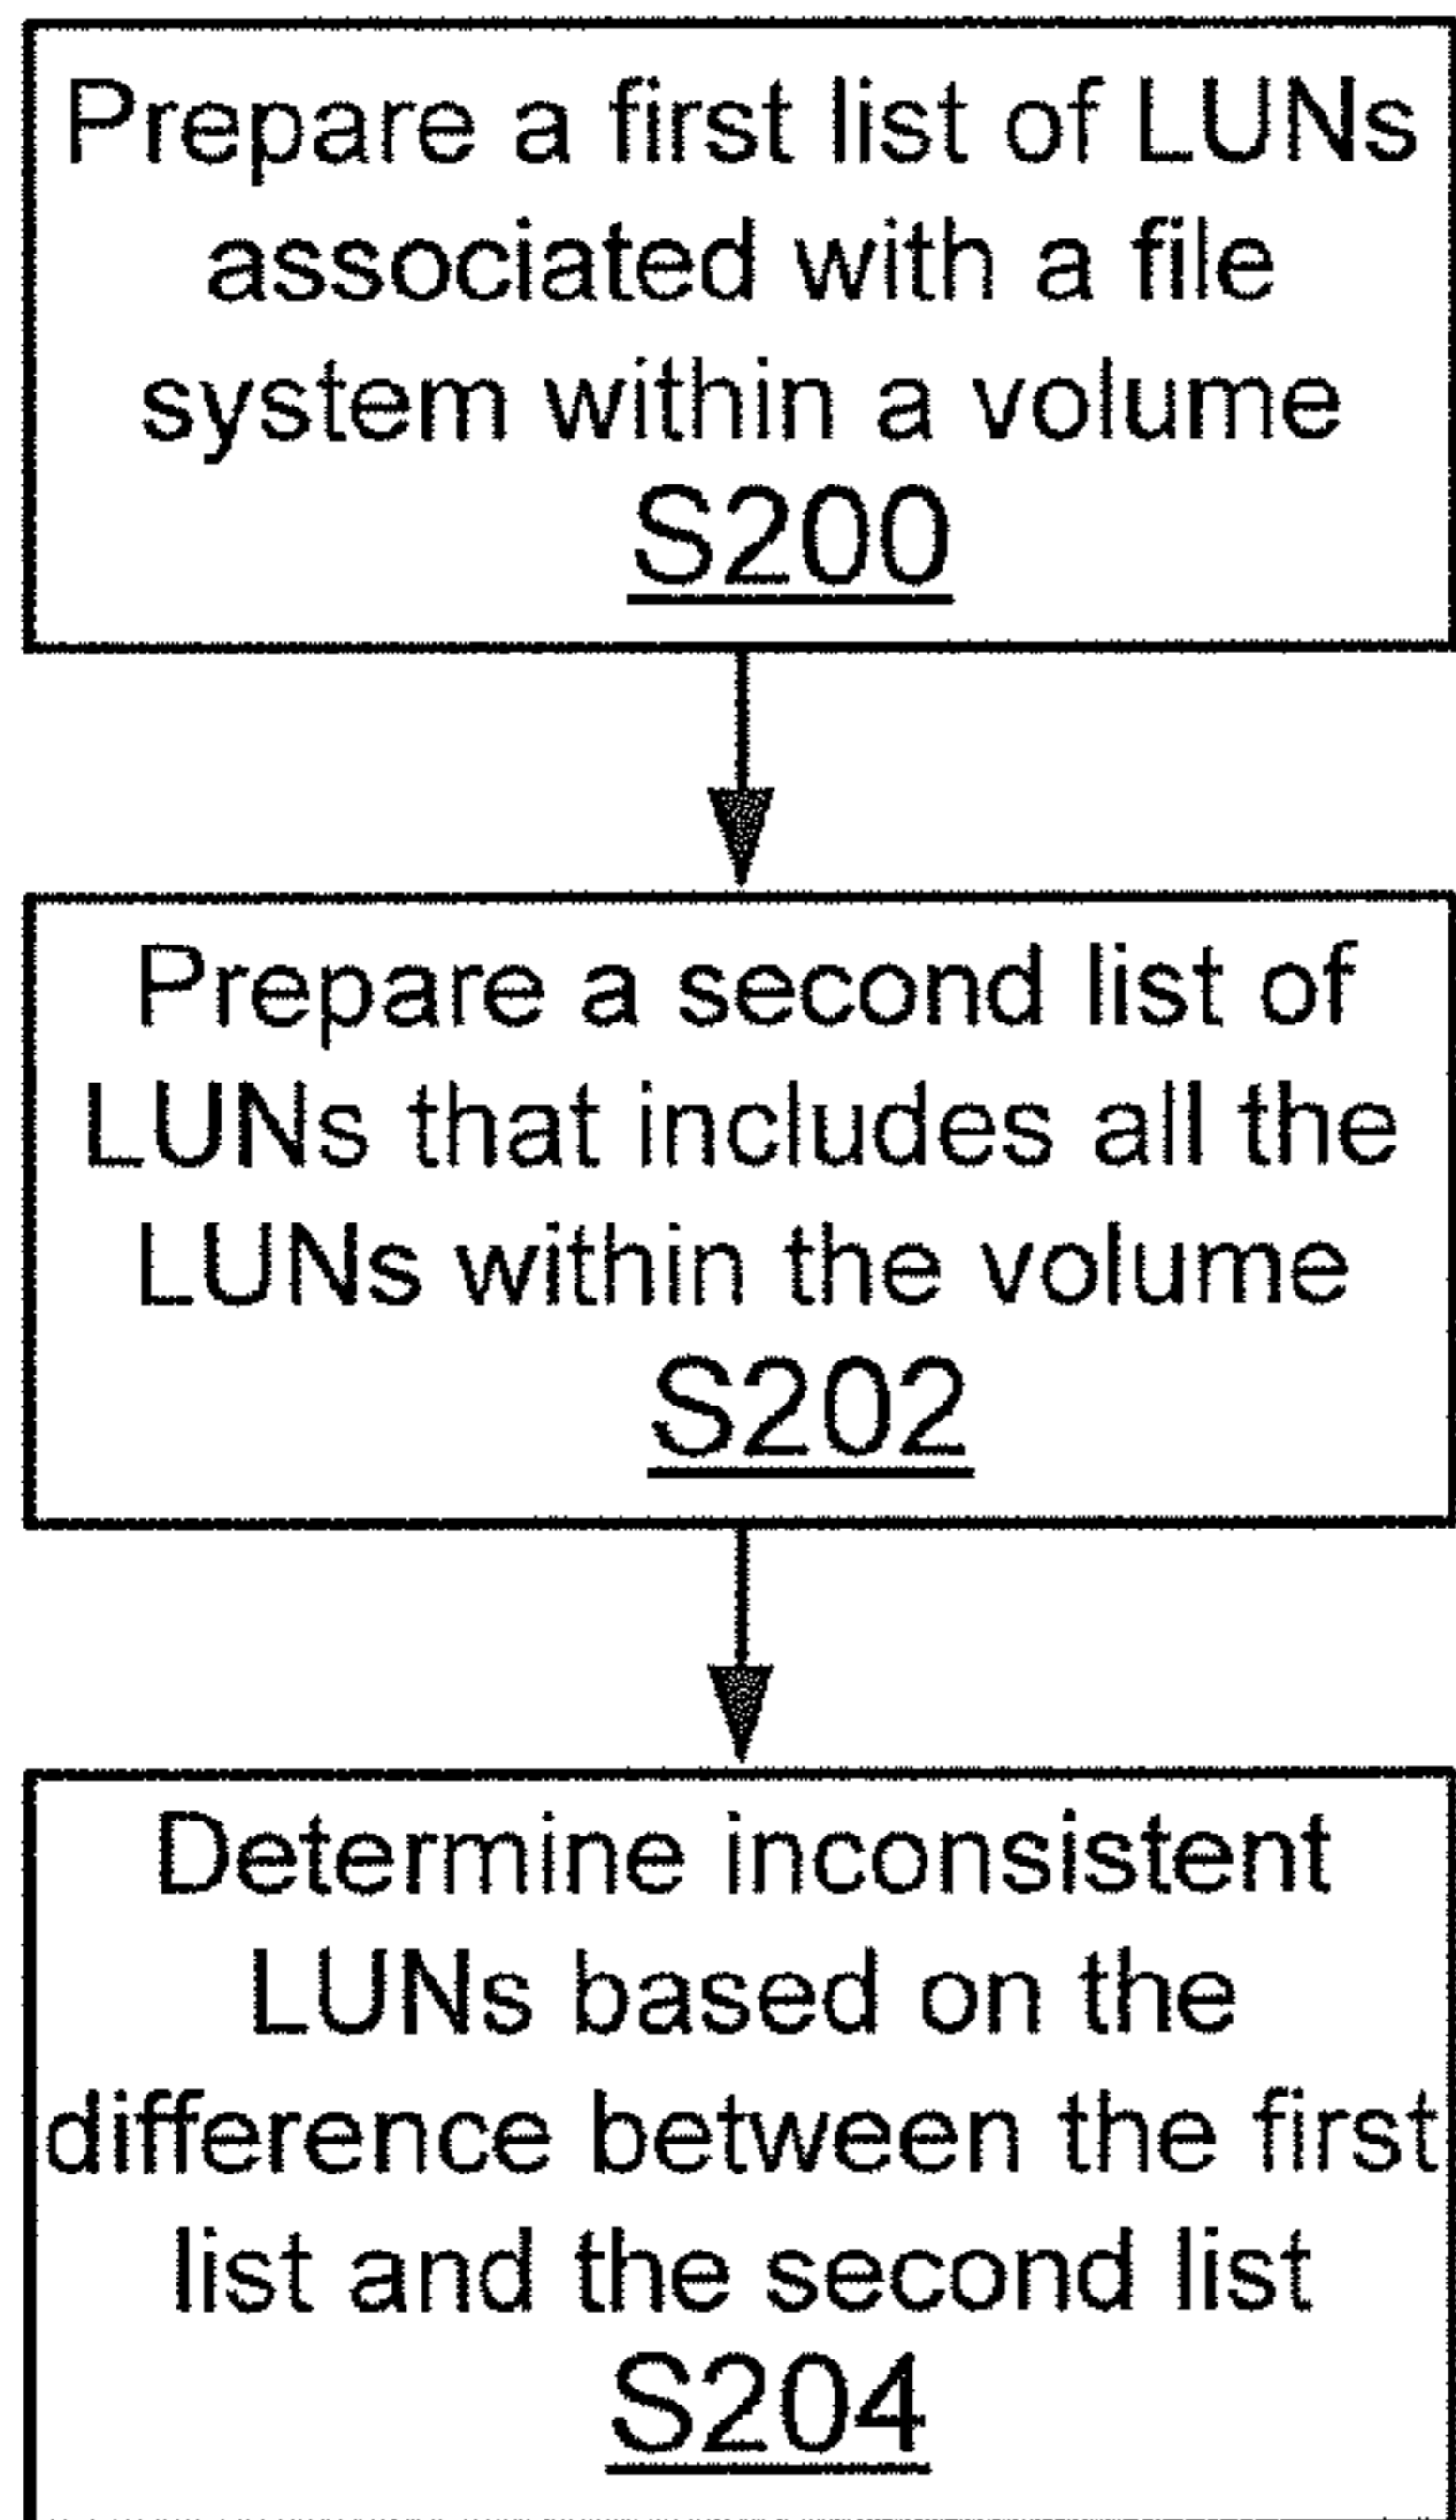 Prepare a first list of LUNs
associated with a file
system within a volume
S200
Prepare a second list of
LUNs that includes all the
LUNs within the volume
S202
Determine inconsistent
LUNs based on the
difference between the first
list and the second list
S204